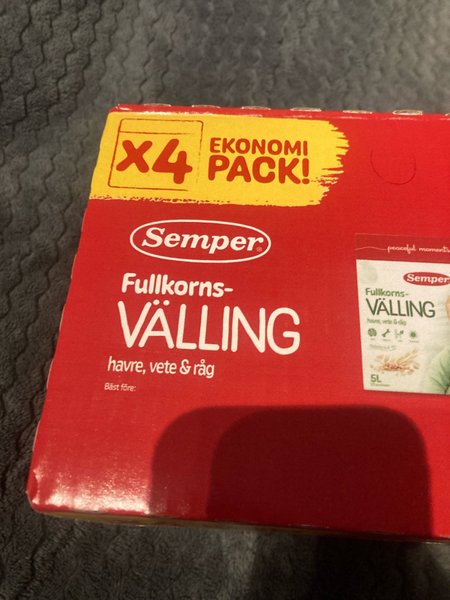 X4
EKONOMI
PACK!
Semper
Fullkorns-
VÄLLING
havre, vete & råg
Bäst före:
peaceful moments
Semper
Fullkorns-
VÄLLING
havre, vete & råg
5L